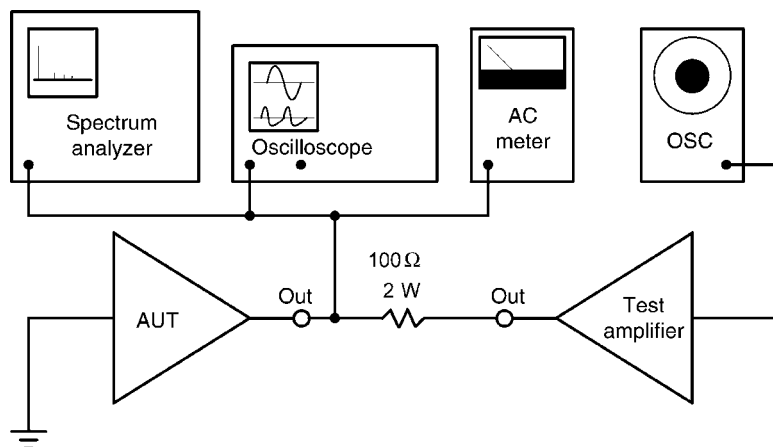 Spectrum
analyzer
Oscilloscope
AC
meter
OSC
100Ω
2 W
Out
Out
AUT
Test
amplifier